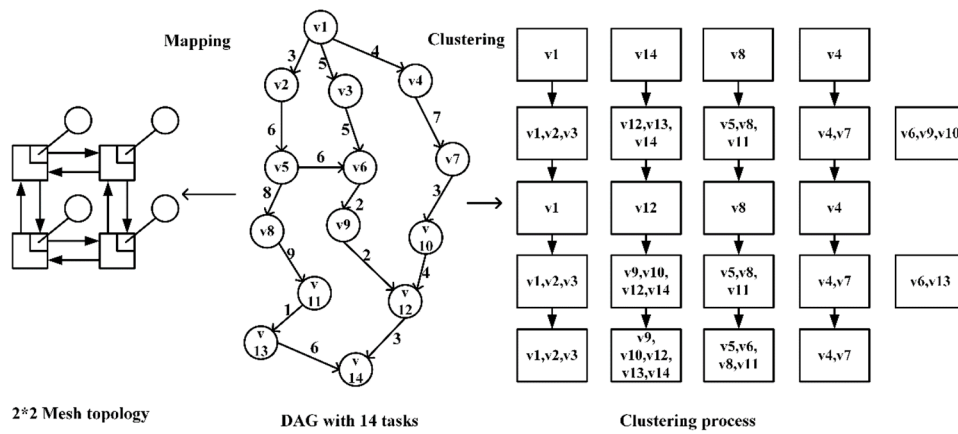 Mapping
Clustering
v1
3
5
4
v2
v3
v4
6
5
7
v5
6
v6
v7
8
2
3
v8
v9
v
10
9
2
4
v
11
v
12
1
3
v
13
6
v
14
v1
v14
v8
v4
v1,v2,v3
v12,v13,
v14
v5,v8,
v11
v4,v7
v6,v9,v10
v1
v12
v8
v4
v1,v2,v3
v9,v10,
v12,v14
v5,v8,
v11
v4,v7
v6,v13
v1,v2,v3
v9,
v10,v12,
v13,v14
v5,v6,
v8,v11
v4,v7
2*2 Mesh topology
DAG with 14 tasks
Clustering process